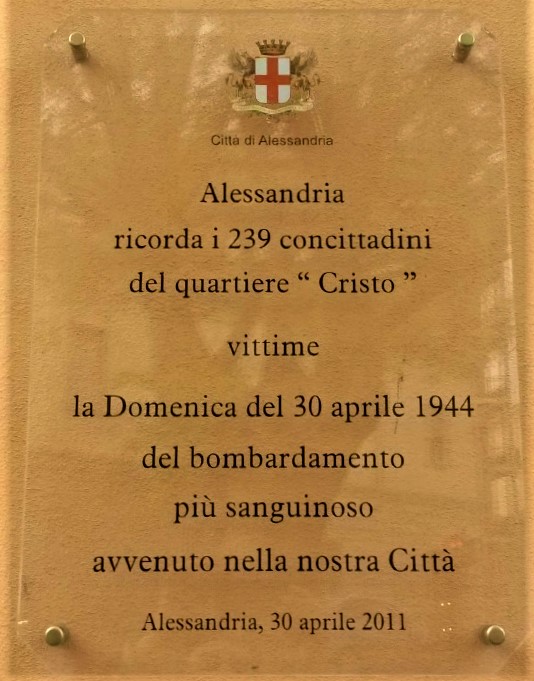 Città di Alessandria
Alessandria
ricorda i 239 concittadini
del quartiere “ Cristo ”
vittime
la Domenica del 30 aprile 1944
del bombardamento
più sanguinoso
avvenuto nella nostra Città
Alessandria, 30 aprile 2011